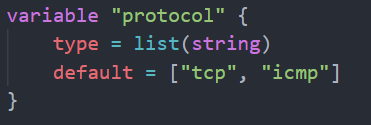 variable "protocol" {
    type = list(string)
    default = ["tcp", "icmp"]
}